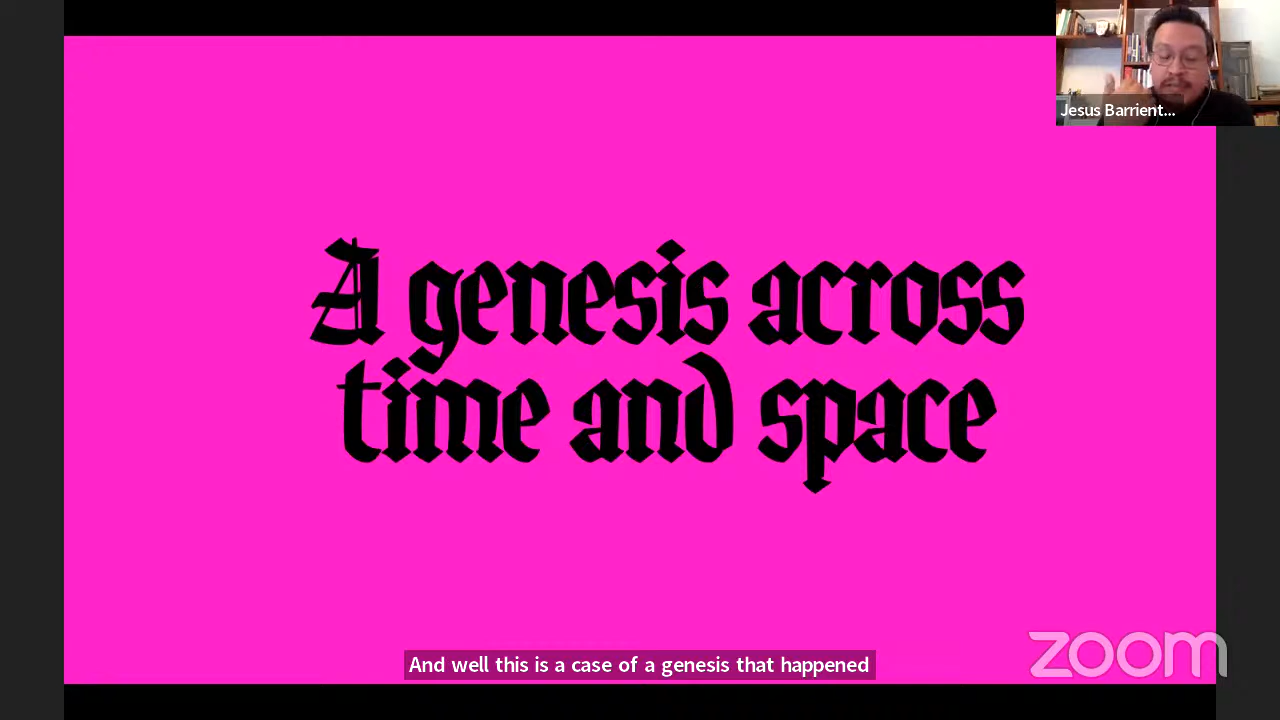 Jesus Barrient...
A genesis across
time and space
And well this is a case of a genesis that happened
zoom